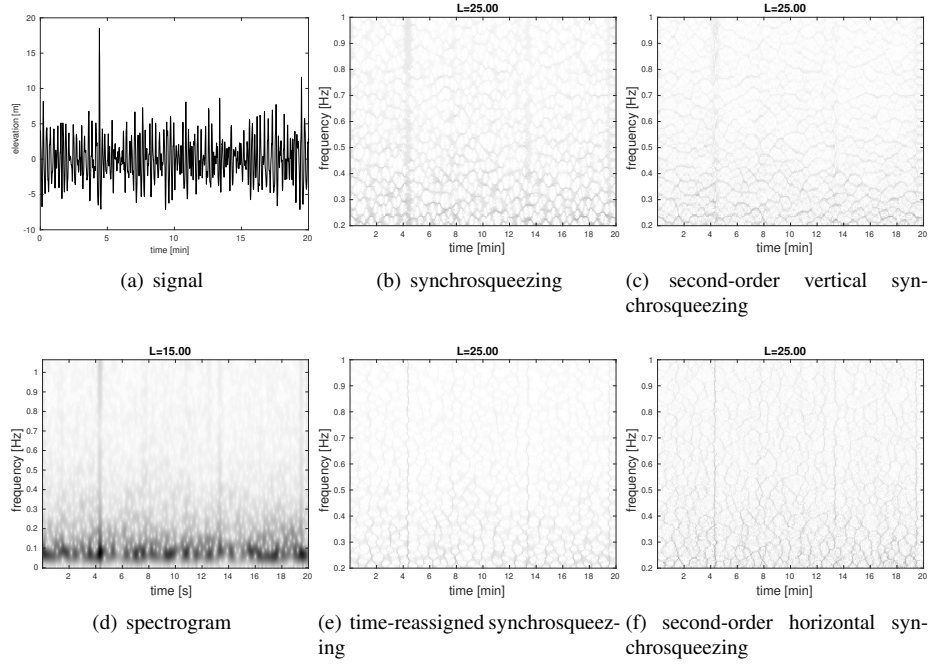 20
15
10
5
0
-5
-10
elevation [m]
0 5 10 15 20
time [min]
(a) signal
L=25.00
1
0.9
0.8
0.7
0.6
0.5
0.4
0.3
0.2
frequency [Hz]
2 4 6 8 10 12 14 16 18 20
time [min]
(b) synchrosqueezing
L=25.00
1
0.9
0.8
0.7
0.6
0.5
0.4
0.3
0.2
frequency [Hz]
2 4 6 8 10 12 14 16 18 20
time [min]
(c) second-order vertical syn-
chrosqueezing
L=15.00
1
0.9
0.8
0.7
0.6
0.5
0.4
0.3
0.2
0.1
0
frequency [Hz]
2 4 6 8 10 12 14 16 18 20
time [s]
(d) spectrogram
L=25.00
1
0.9
0.8
0.7
0.6
0.5
0.4
0.3
0.2
frequency [Hz]
2 4 6 8 10 12 14 16 18 20
time [min]
(e) time-reassigned synchrosqueez-
ing
L=25.00
1
0.9
0.8
0.7
0.6
0.5
0.4
0.3
0.2
frequency [Hz]
2 4 6 8 10 12 14 16 18 20
time [min]
(f) second-order horizontal syn-
chrosqueezing